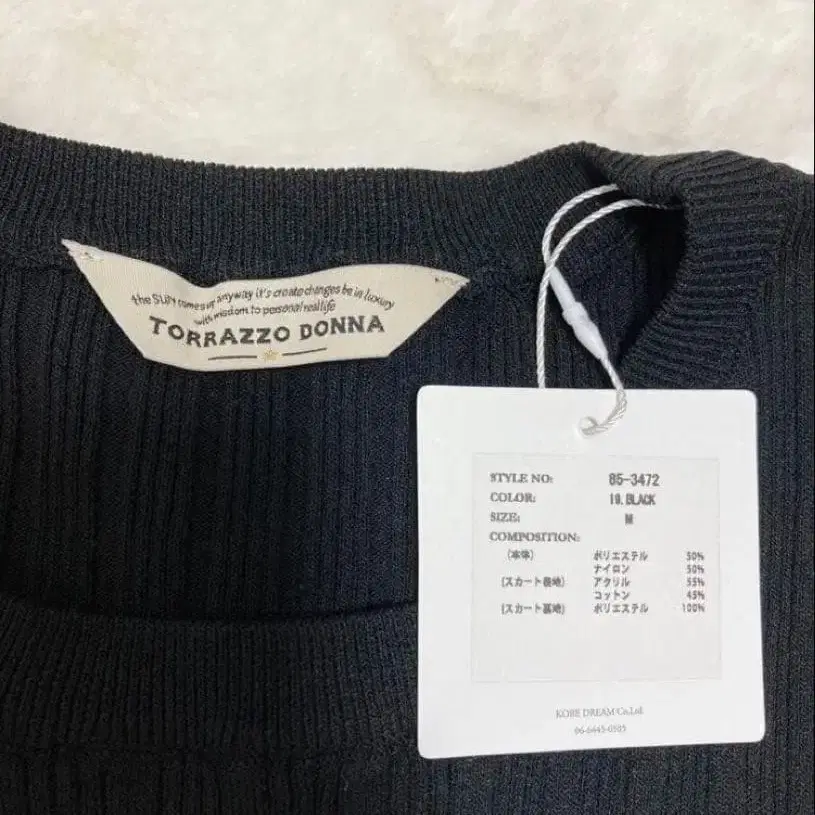 the SUN comes up anyway it's create changes be in luxury
with wisdom to personal real life
TORRAZZO DONNA
STYLE NO: 85-3472
COLOR: 19.BLACK
SIZE: M
COMPOSITION:
(本体) ポリエステル 50%
ナイロン 50%
(スカート表地) アクリル 55%
コットン 45%
(スカート裏地) ポリエステル 100%
KOBE DREAM Co.,Ltd
06-6645-0585